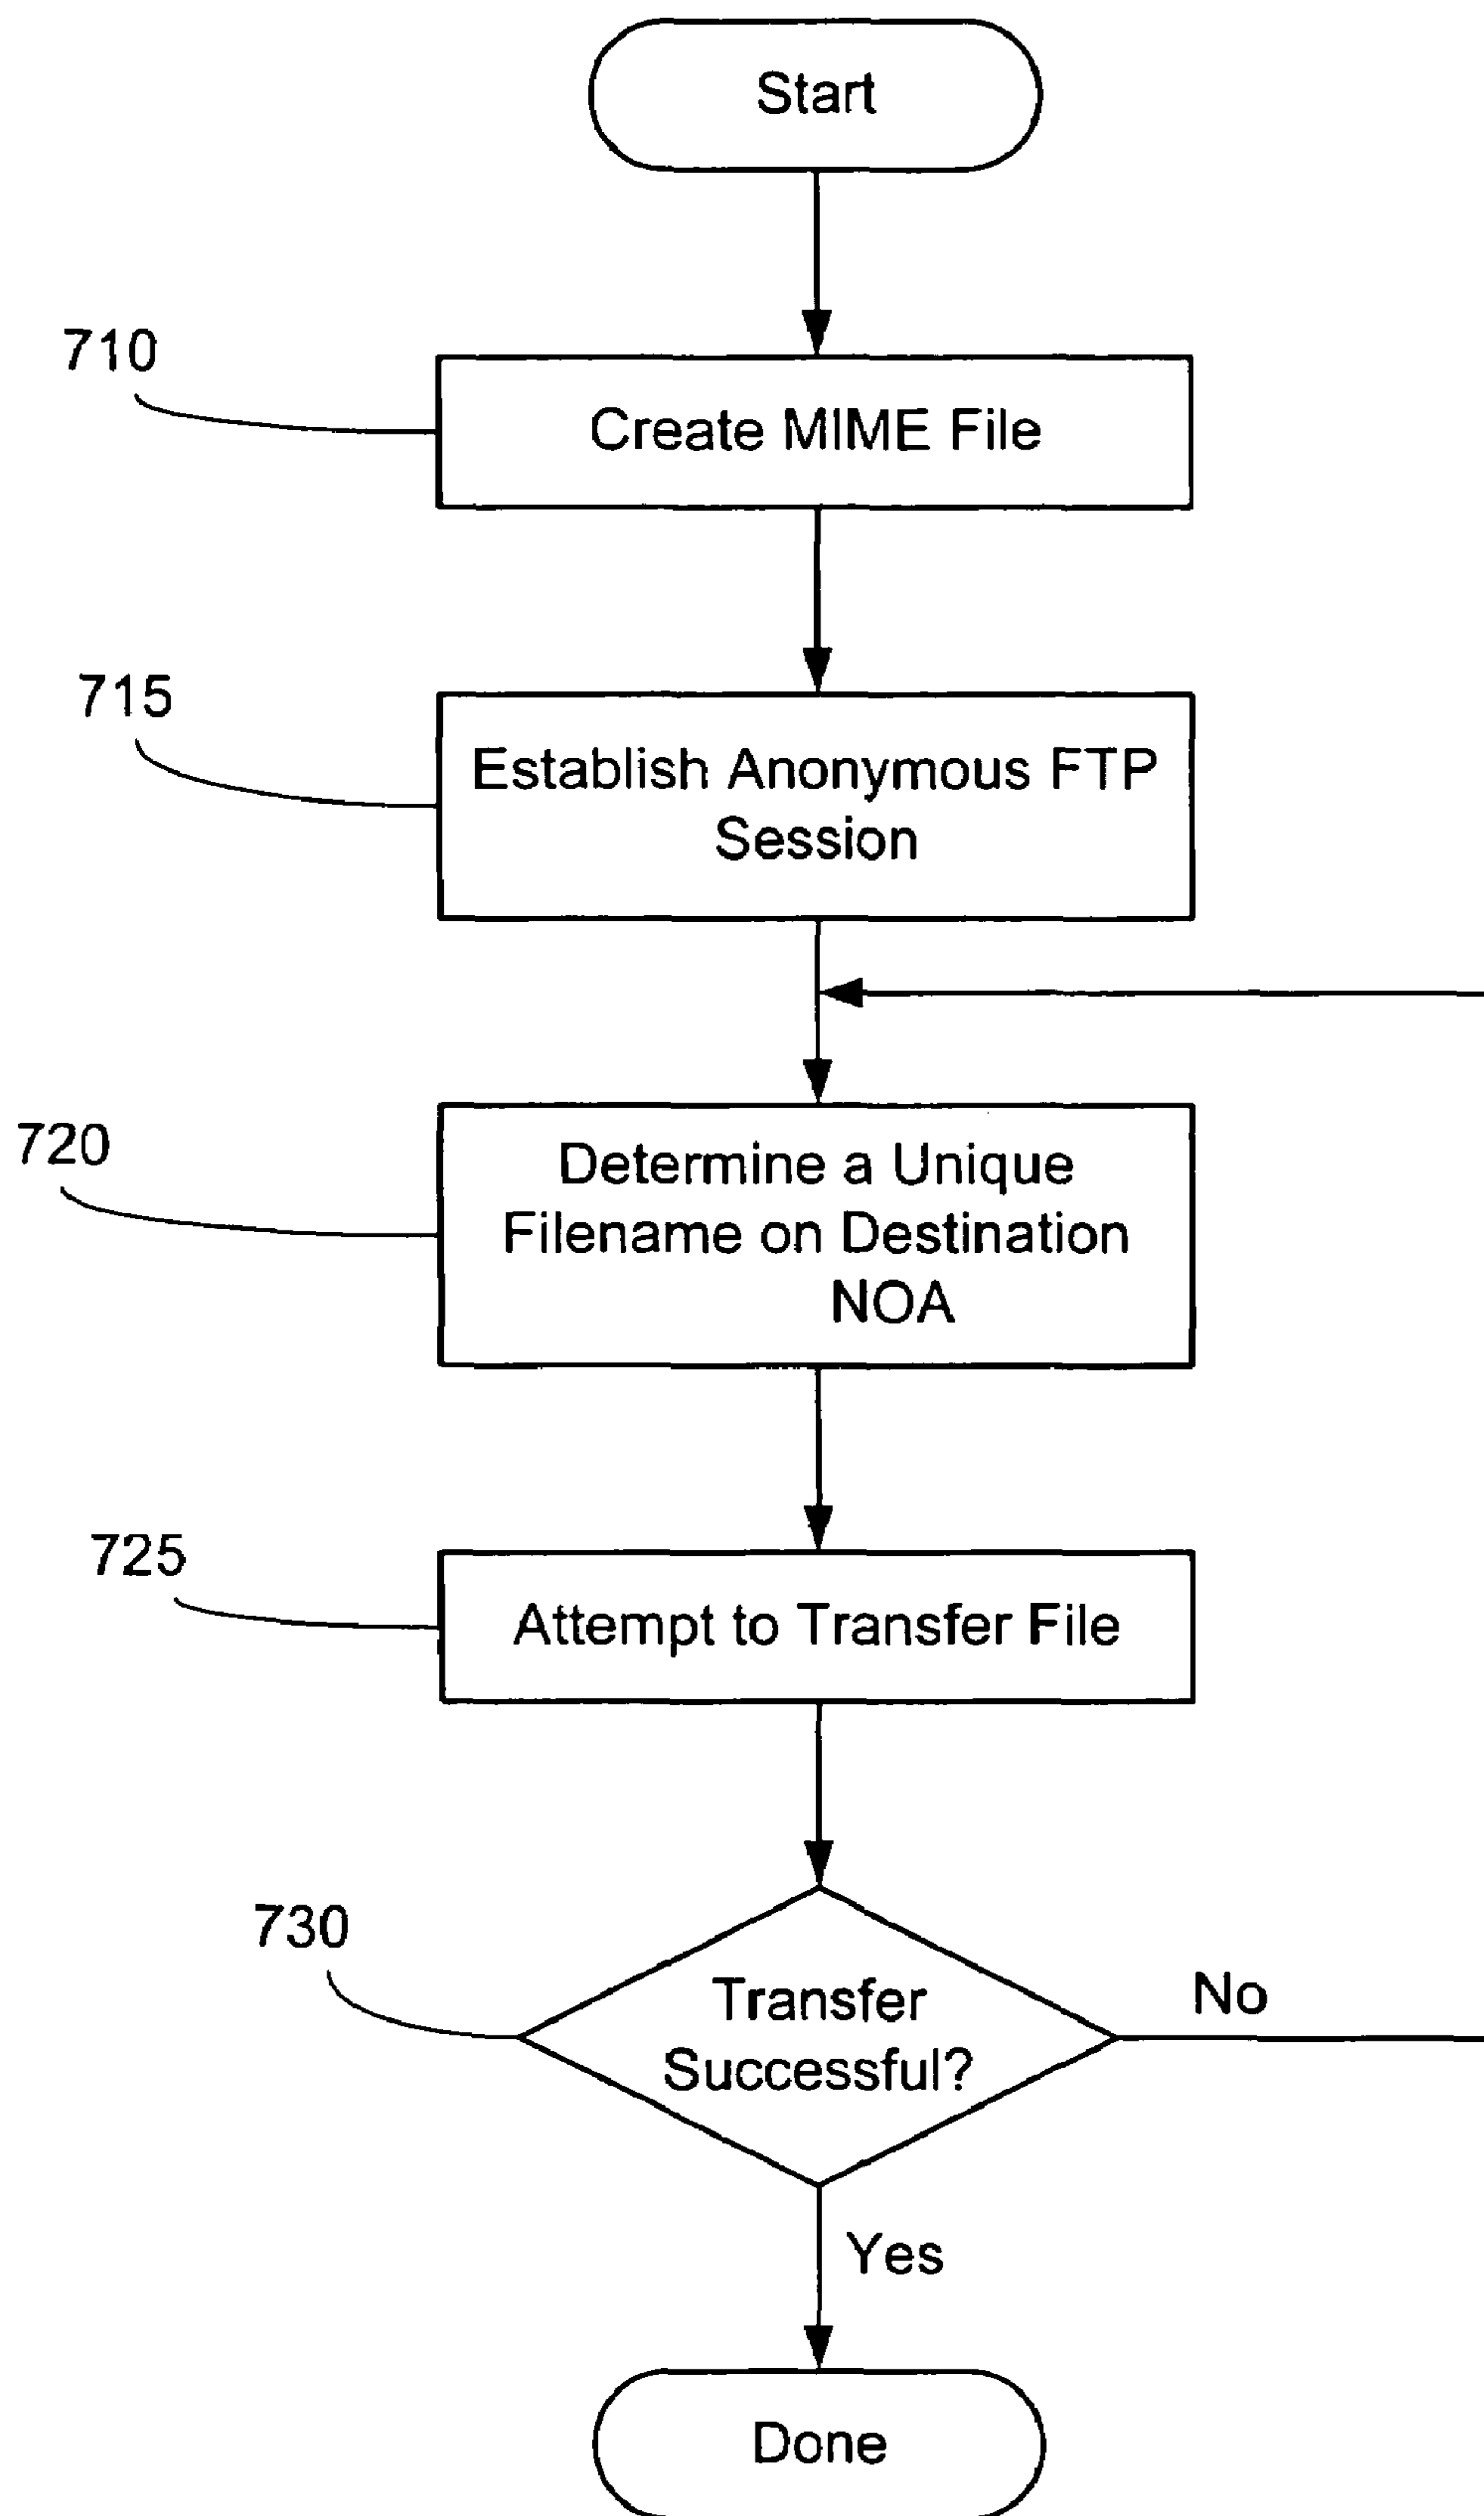 Start
710
Create MIME File
715
Establish Anonymous FTP
Session
720
Determine a Unique
Filename on Destination
NOA
725
Attempt to Transfer File
730
Transfer
Successful?
No
Yes
Done